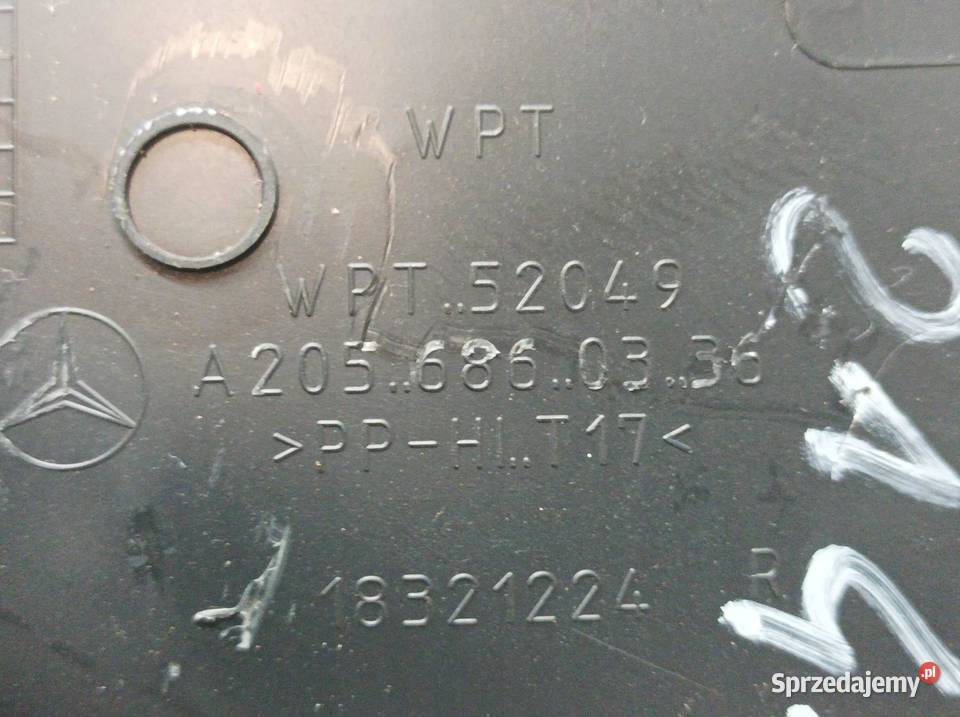 WPT
WPT..52049
A205..686..03..36
>PP-HI..T17<
18321224 R
Sprzedajemy.pl